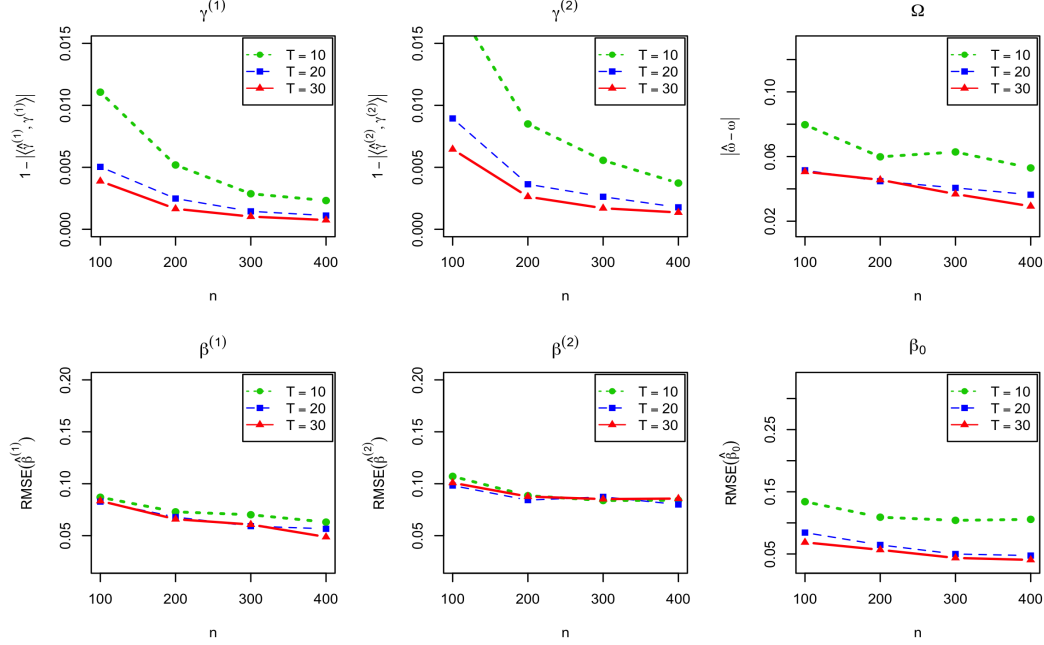 γ(1)
1 − |⟨γ̂(1), γ(1)⟩|
0.015
0.010
0.005
0.000
T = 10
T = 20
T = 30
100 200 300 400
n
γ(2)
1 − |⟨γ̂(2), γ(2)⟩|
0.015
0.010
0.005
0.000
T = 10
T = 20
T = 30
100 200 300 400
n
Ω
|ω̂ − ω|
0.10
0.06
0.02
T = 10
T = 20
T = 30
100 200 300 400
n
β(1)
RMSE(β̂(1))
0.20
0.15
0.10
0.05
T = 10
T = 20
T = 30
100 200 300 400
n
β(2)
RMSE(β̂(2))
0.20
0.15
0.10
0.05
T = 10
T = 20
T = 30
100 200 300 400
n
β0
RMSE(β̂0)
0.25
0.15
0.05
T = 10
T = 20
T = 30
100 200 300 400
n